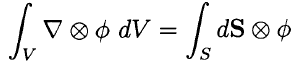 ∫_V ∇ ⊗ ϕ dV = ∫_S d𝐒 ⊗ ϕ